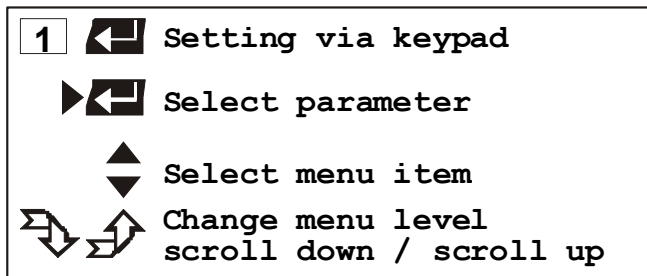 1 Setting via keypad
Select parameter
Select menu item
Change menu level
scroll down / scroll up